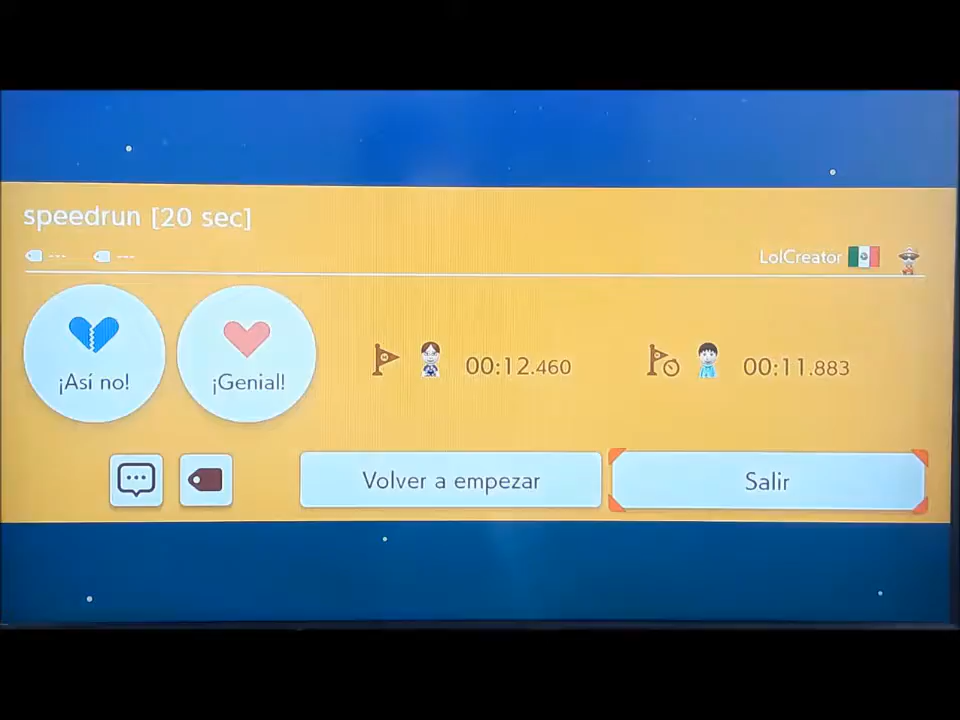 speedrun [20 sec]
--- ---
LolCreator
¡Así no!
¡Genial!
00:12.460
00:11.883
Volver a empezar
Salir